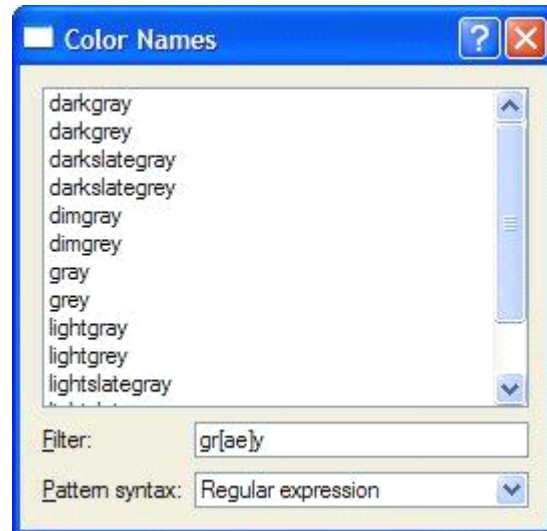 Color Names
darkgray
darkgrey
darkslategray
darkslategrey
dimgray
dimgrey
gray
grey
lightgray
lightgrey
lightslategray
Filter: gr[ae]y
Pattern syntax: Regular expression